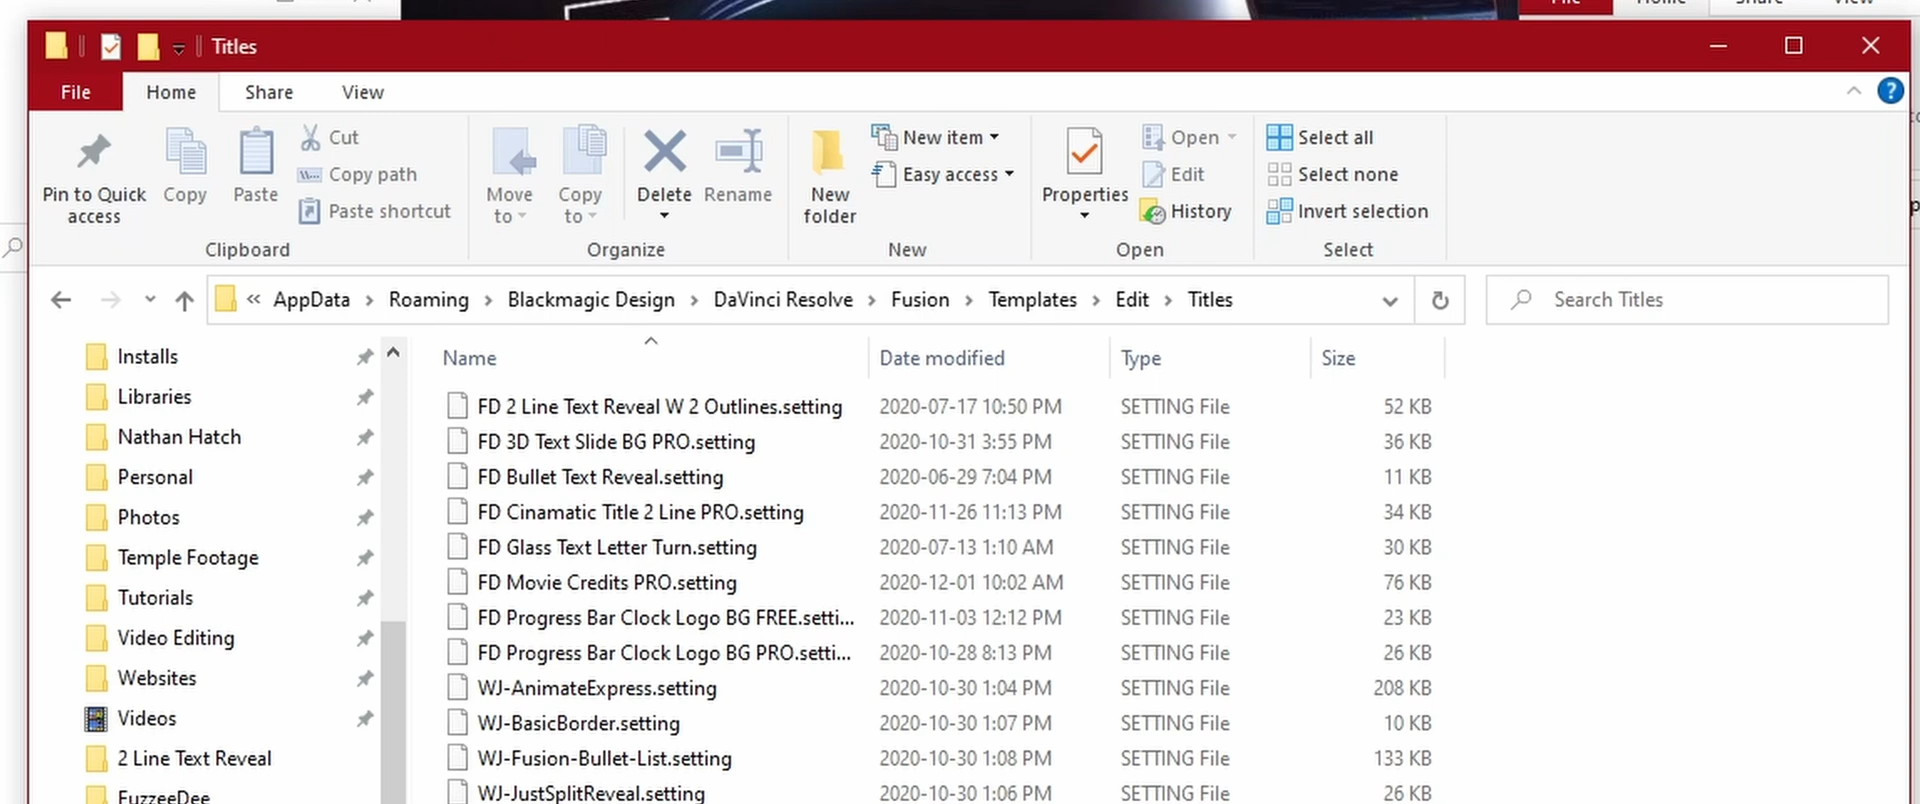 File Home Share View
Titles
File Home Share View
Pin to Quick access
Copy
Paste
Cut
Copy path
Paste shortcut
Clipboard
Move to
Copy to
Delete
Rename
Organize
New folder
New item
Easy access
New
Properties
Open
Edit
History
Open
Select all
Select none
Invert selection
Select
« AppData › Roaming › Blackmagic Design › DaVinci Resolve › Fusion › Templates › Edit › Titles
Search Titles
Installs
Libraries
Nathan Hatch
Personal
Photos
Temple Footage
Tutorials
Video Editing
Websites
Videos
2 Line Text Reveal
FuzzeeDee
Name Date modified Type Size
FD 2 Line Text Reveal W 2 Outlines.setting 2020-07-17 10:50 PM SETTING File 52 KB
FD 3D Text Slide BG PRO.setting 2020-10-31 3:55 PM SETTING File 36 KB
FD Bullet Text Reveal.setting 2020-06-29 7:04 PM SETTING File 11 KB
FD Cinamatic Title 2 Line PRO.setting 2020-11-26 11:13 PM SETTING File 34 KB
FD Glass Text Letter Turn.setting 2020-07-13 1:10 AM SETTING File 30 KB
FD Movie Credits PRO.setting 2020-12-01 10:02 AM SETTING File 76 KB
FD Progress Bar Clock Logo BG FREE.setti... 2020-11-03 12:12 PM SETTING File 23 KB
FD Progress Bar Clock Logo BG PRO.setti... 2020-10-28 8:13 PM SETTING File 26 KB
WJ-AnimateExpress.setting 2020-10-30 1:04 PM SETTING File 208 KB
WJ-BasicBorder.setting 2020-10-30 1:07 PM SETTING File 10 KB
WJ-Fusion-Bullet-List.setting 2020-10-30 1:08 PM SETTING File 133 KB
WJ-JustSplitReveal.setting 2020-10-30 1:06 PM SETTING File 26 KB